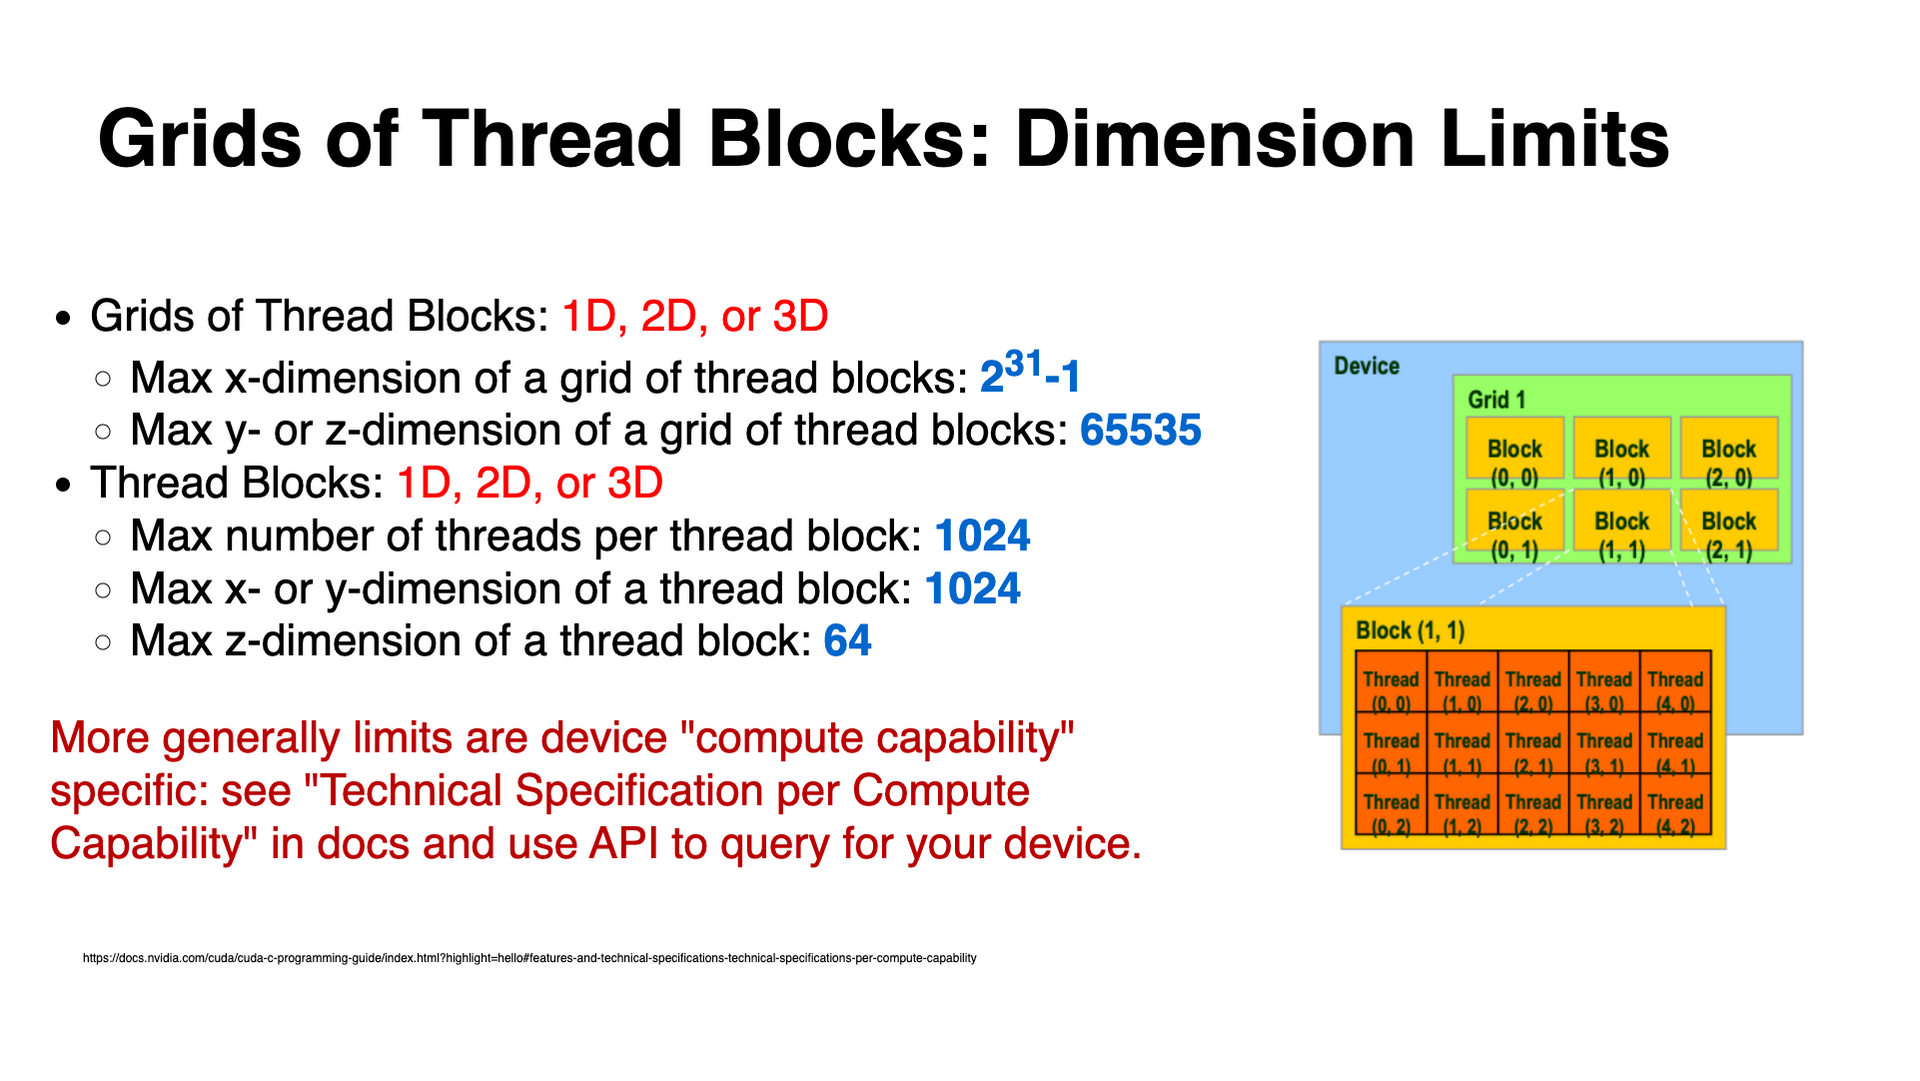 Grids of Thread Blocks: Dimension Limits
• Grids of Thread Blocks: 1D, 2D, or 3D
○ Max x-dimension of a grid of thread blocks: 2^31-1
○ Max y- or z-dimension of a grid of thread blocks: 65535
• Thread Blocks: 1D, 2D, or 3D
○ Max number of threads per thread block: 1024
○ Max x- or y-dimension of a thread block: 1024
○ Max z-dimension of a thread block: 64
More generally limits are device "compute capability"
specific: see "Technical Specification per Compute
Capability" in docs and use API to query for your device.
https://docs.nvidia.com/cuda/cuda-c-programming-guide/index.html?highlight=hello#features-and-technical-specifications-technical-specifications-per-compute-capability
Device
Grid 1
Block Block Block
(0, 0) (1, 0) (2, 0)
Block Block Block
(0, 1) (1, 1) (2, 1)
Block (1, 1)
Thread Thread Thread Thread Thread
(0, 0) (1, 0) (2, 0) (3, 0) (4, 0)
Thread Thread Thread Thread Thread
(0, 1) (1, 1) (2, 1) (3, 1) (4, 1)
Thread Thread Thread Thread Thread
(0, 2) (1, 2) (2, 2) (3, 2) (4, 2)